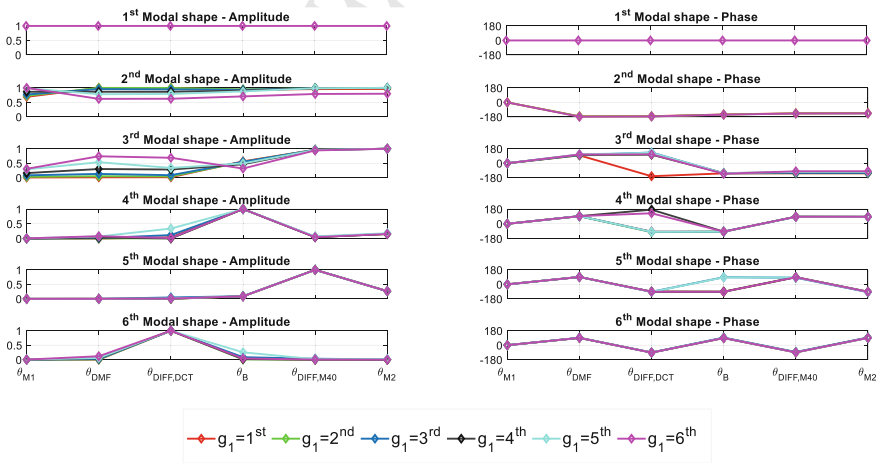 1st Modal shape - Amplitude
1
0.5
0
2nd Modal shape - Amplitude
1
0.5
0
3rd Modal shape - Amplitude
1
0.5
0
4th Modal shape - Amplitude
1
0.5
0
5th Modal shape - Amplitude
1
0.5
0
6th Modal shape - Amplitude
1
0.5
0
θM1 θDMF θDIFF,DCT θB θDIFF,M40 θM2
1st Modal shape - Phase
180
0
-180
2nd Modal shape - Phase
180
0
-180
3rd Modal shape - Phase
180
0
-180
4th Modal shape - Phase
180
0
-180
5th Modal shape - Phase
180
0
-180
6th Modal shape - Phase
180
0
-180
θM1 θDMF θDIFF,DCT θB θDIFF,M40 θM2
g1=1st g1=2nd g1=3rd g1=4th g1=5th g1=6th